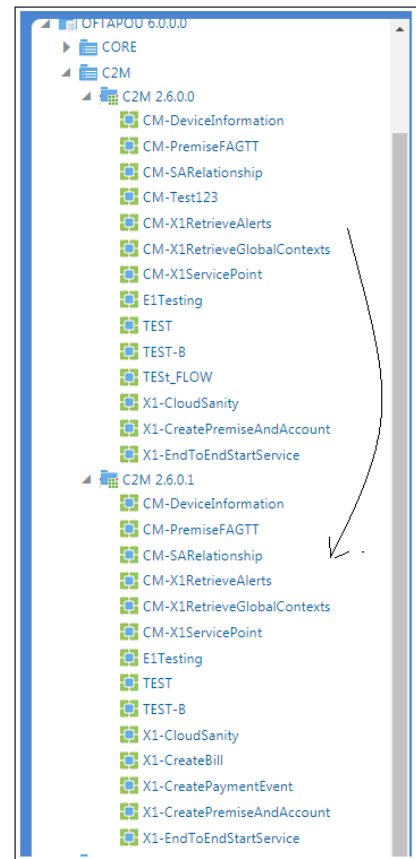 OFTAPOU 6.0.0.0
CORE
C2M
C2M 2.6.0.0
CM-DeviceInformation
CM-PremiseFAGTT
CM-SARelationship
CM-Test123
CM-X1RetrieveAlerts
CM-X1RetrieveGlobalContexts
CM-X1ServicePoint
E1Testing
TEST
TEST-B
TESt_FLOW
X1-CloudSanity
X1-CreatePremiseAndAccount
X1-EndToEndStartService
C2M 2.6.0.1
CM-DeviceInformation
CM-PremiseFAGTT
CM-SARelationship
CM-X1RetrieveAlerts
CM-X1RetrieveGlobalContexts
CM-X1ServicePoint
E1Testing
TEST
TEST-B
X1-CloudSanity
X1-CreateBill
X1-CreatePaymentEvent
X1-CreatePremiseAndAccount
X1-EndToEndStartService